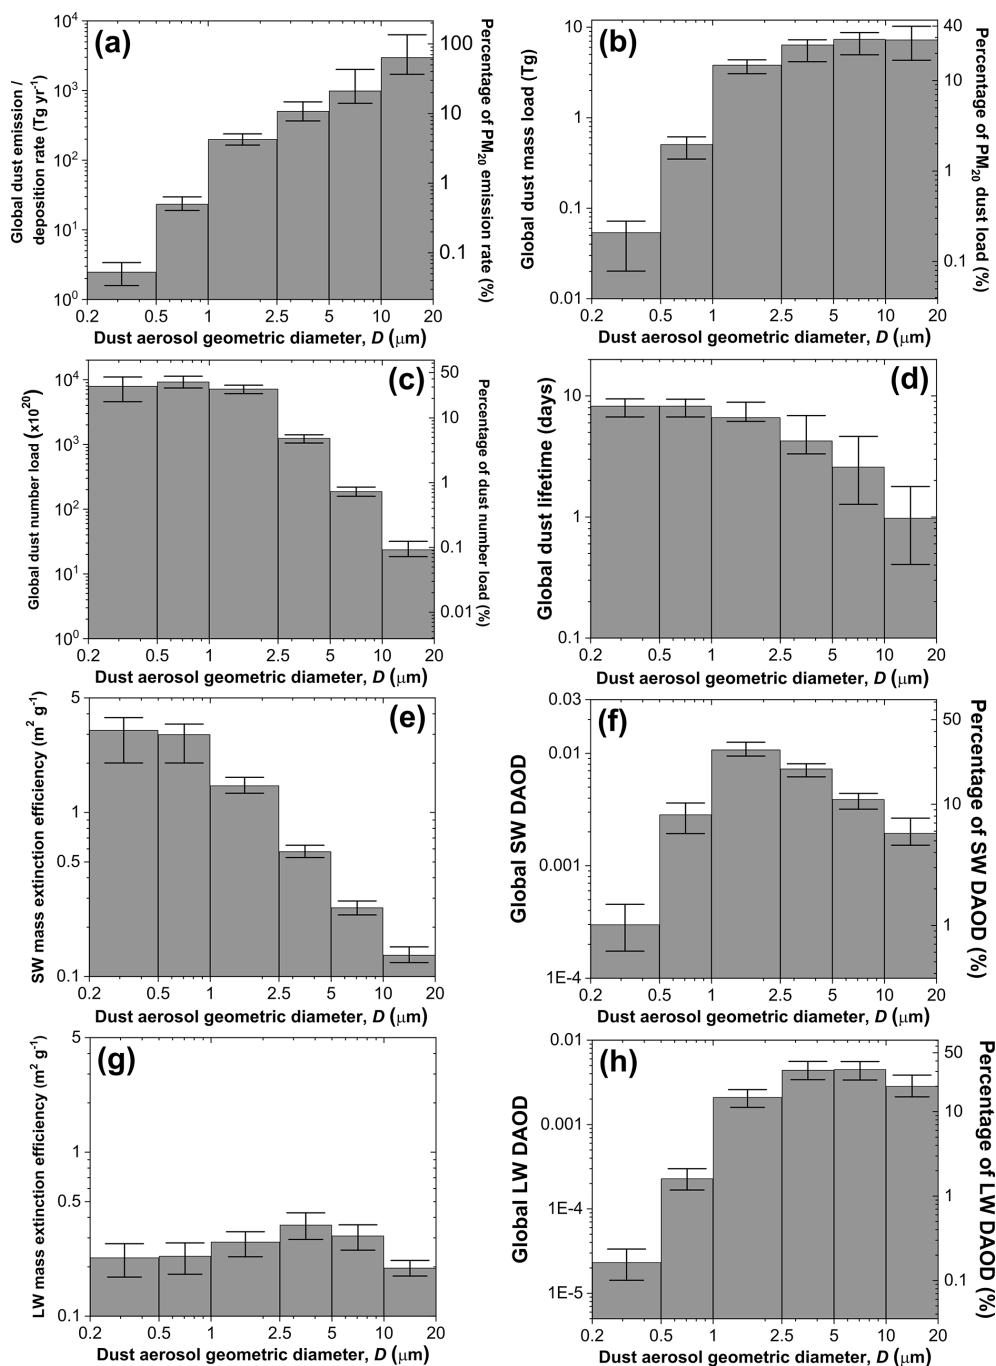 (a)
Global dust emission /
deposition rate (Tg yr⁻¹)
10⁴
10³
10²
10¹
10⁰
100
10
1
0.1
Percentage of PM₂₀ emission rate (%)
0.2 0.5 1 2.5 5 10 20
Dust aerosol geometric diameter, D (μm)
(b)
Global dust mass load (Tg)
10
1
0.1
0.01
40
10
1
0.1
Percentage of PM₂₀ dust load (%)
0.2 0.5 1 2.5 5 10 20
Dust aerosol geometric diameter, D (μm)
(c)
Global dust number load (x10²⁰)
10⁴
10³
10²
10¹
10⁰
50
10
1
0.1
0.01
Percentage of dust number load (%)
0.2 0.5 1 2.5 5 10 20
Dust aerosol geometric diameter, D (μm)
(d)
Global dust lifetime (days)
10
1
0.1
0.2 0.5 1 2.5 5 10 20
Dust aerosol geometric diameter, D (μm)
(e)
SW mass extinction efficiency (m² g⁻¹)
5
1
0.5
0.1
0.2 0.5 1 2.5 5 10 20
Dust aerosol geometric diameter, D (μm)
(f)
Global SW DAOD
0.03
0.01
0.001
1E-4
50
10
1
Percentage of SW DAOD (%)
0.2 0.5 1 2.5 5 10 20
Dust aerosol geometric diameter, D (μm)
(g)
LW mass extinction efficiency (m² g⁻¹)
5
1
0.5
0.1
0.2 0.5 1 2.5 5 10 20
Dust aerosol geometric diameter, D (μm)
(h)
Global LW DAOD
0.01
0.001
1E-4
1E-5
50
10
1
0.1
Percentage of LW DAOD (%)
0.2 0.5 1 2.5 5 10 20
Dust aerosol geometric diameter, D (μm)